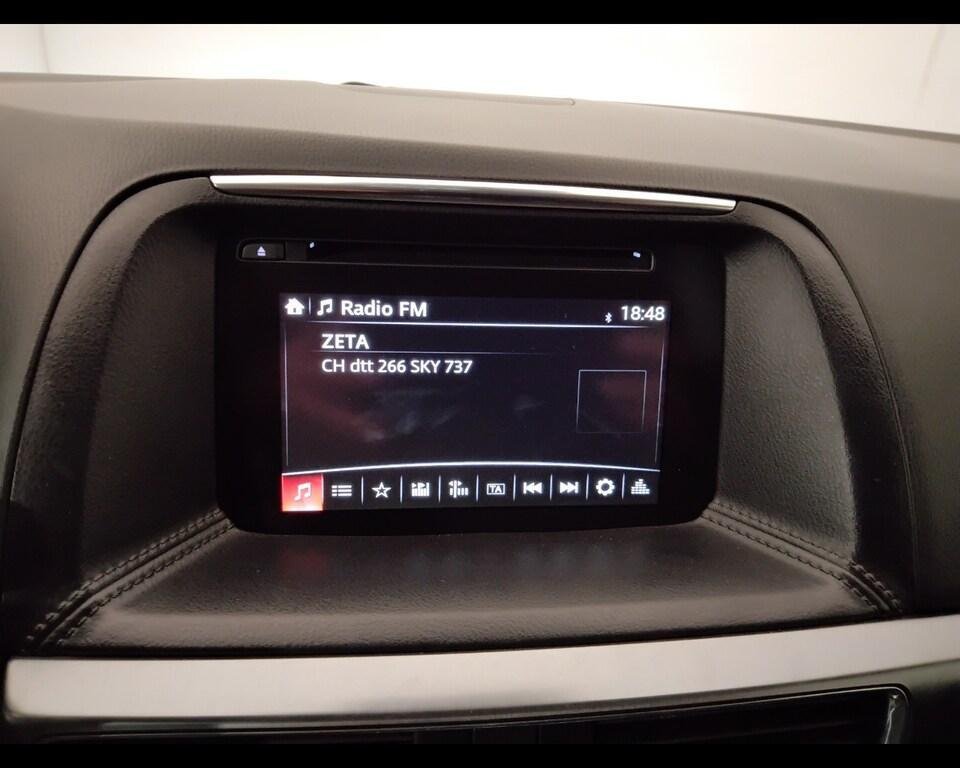 Radio FM 18:48
ZETA
CH dtt 266 SKY 737
TA